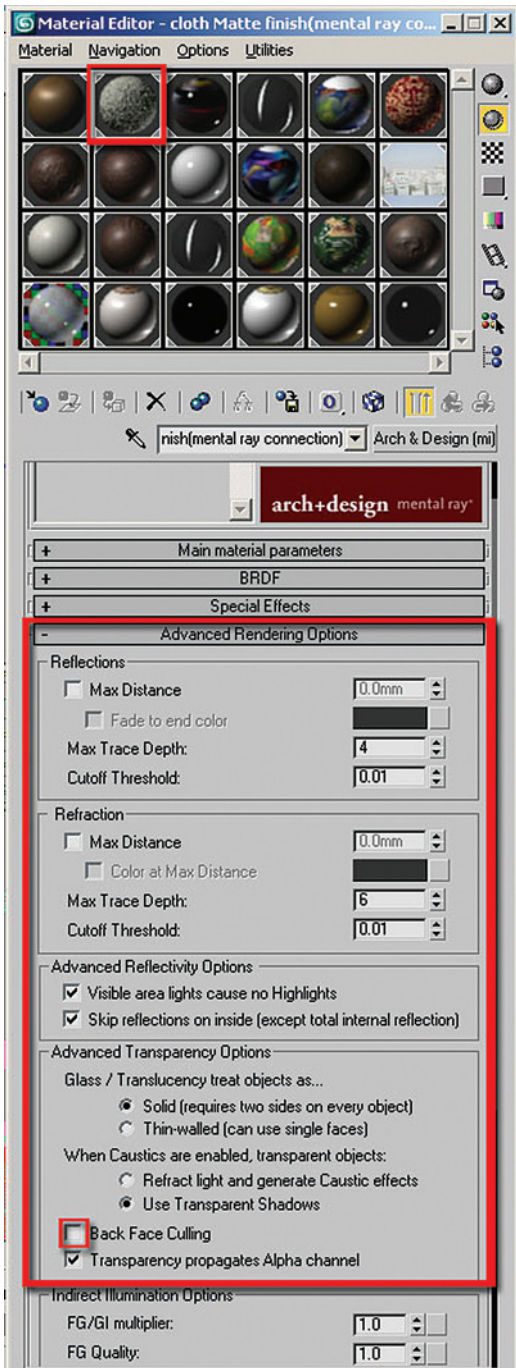 Material Editor - cloth Matte finish(mental ray co...
Material Navigation Options Utilities
nish(mental ray connection) Arch & Design (mi)
arch+design mental ray
+ Main material parameters
+ BRDF
+ Special Effects
- Advanced Rendering Options
Reflections
Max Distance 0.0mm
Fade to end color
Max Trace Depth: 4
Cutoff Threshold: 0.01
Refraction
Max Distance 0.0mm
Color at Max Distance
Max Trace Depth: 6
Cutoff Threshold: 0.01
Advanced Reflectivity Options
Visible area lights cause no Highlights
Skip reflections on inside (except total internal reflection)
Advanced Transparency Options
Glass / Translucency treat objects as...
Solid (requires two sides on every object)
Thin-walled (can use single faces)
When Caustics are enabled, transparent objects:
Refract light and generate Caustic effects
Use Transparent Shadows
Back Face Culling
Transparency propagates Alpha channel
Indirect Illumination Options
FG/GI multiplier: 1.0
FG Quality: 1.0